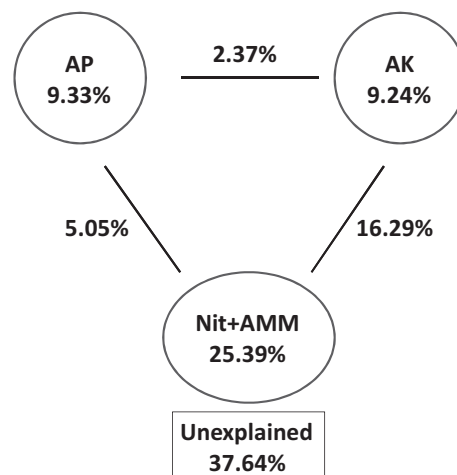 AP
9.33%
2.37%
AK
9.24%
5.05%
16.29%
Nit+AMM
25.39%
Unexplained
37.64%